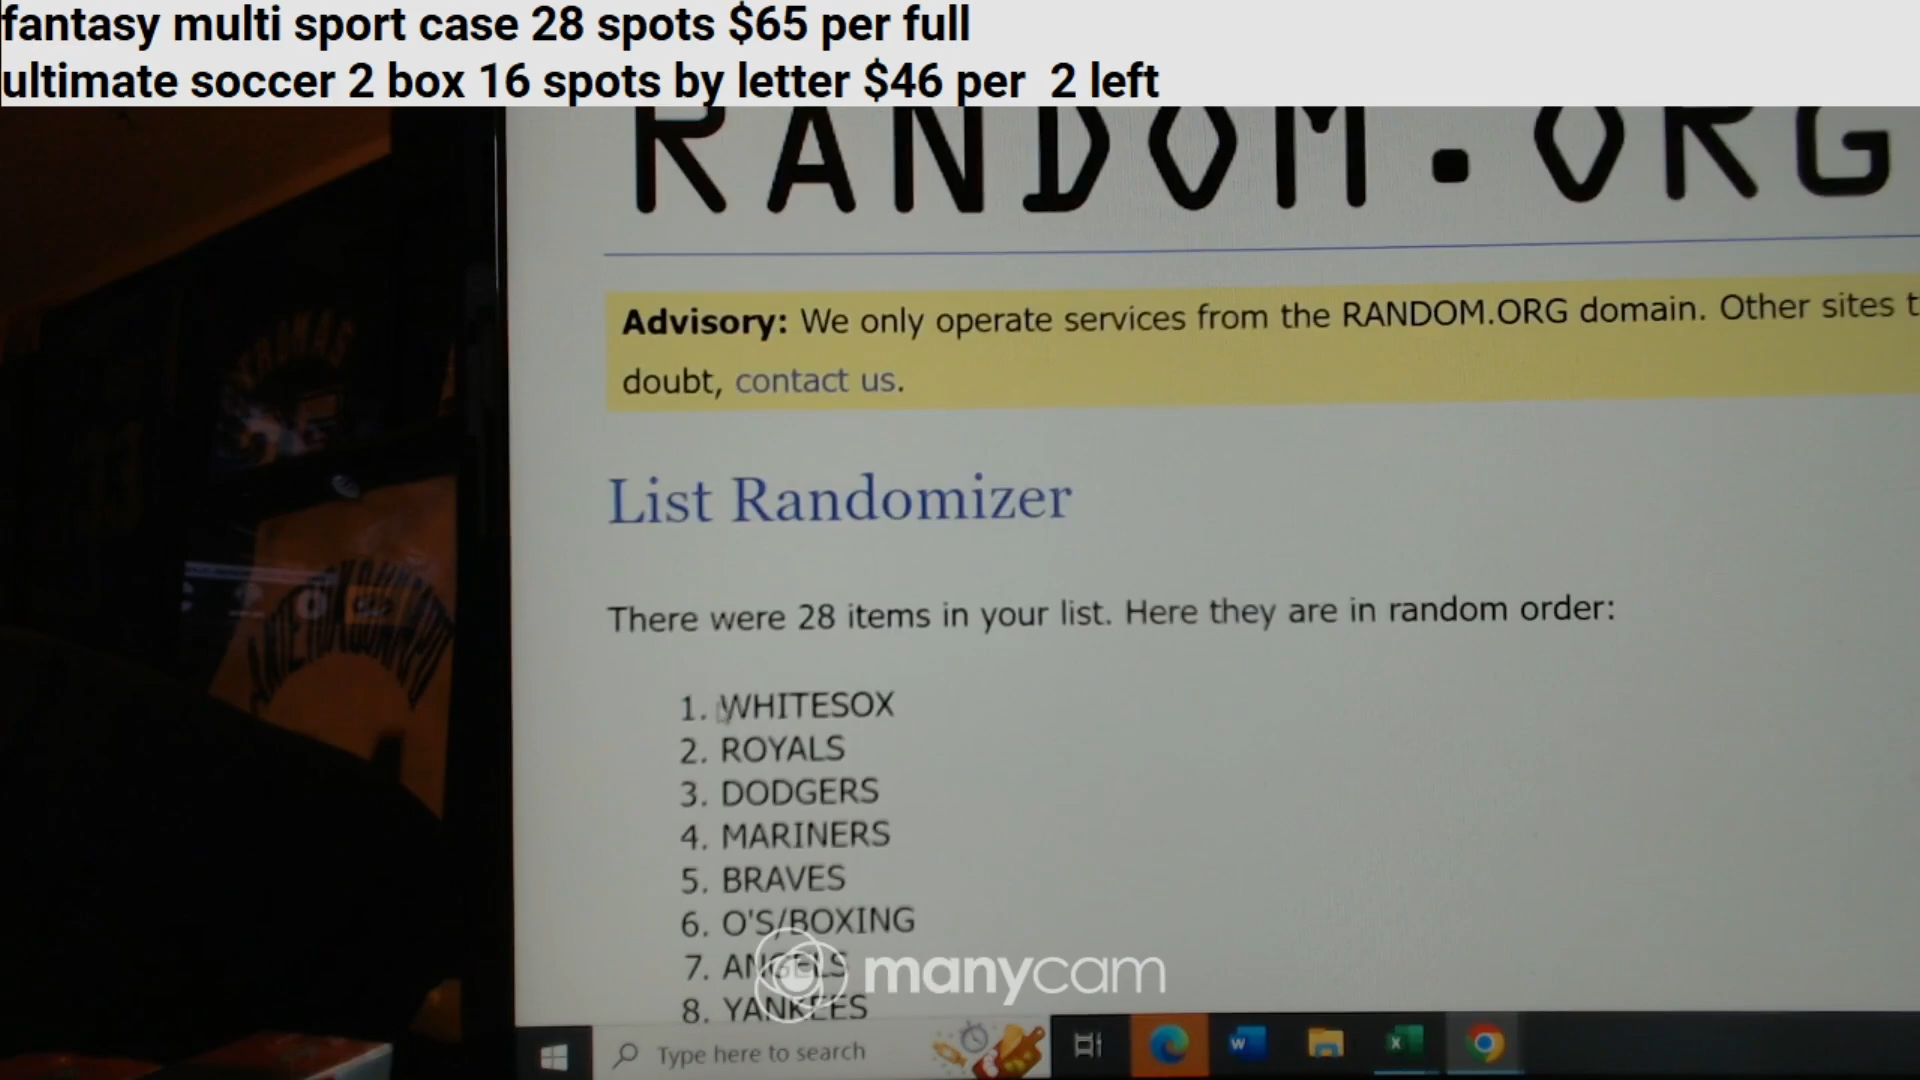 fantasy multi sport case 28 spots $65 per full
ultimate soccer 2 box 16 spots by letter $46 per 2 left
RANDOM.ORG
Advisory: We only operate services from the RANDOM.ORG domain. Other sites t
doubt, contact us.
List Randomizer
There were 28 items in your list. Here they are in random order:
1. WHITESOX
2. ROYALS
3. DODGERS
4. MARINERS
5. BRAVES
6. O'S/BOXING
7. ANGELS
8. YANKEES
manycam
Type here to search